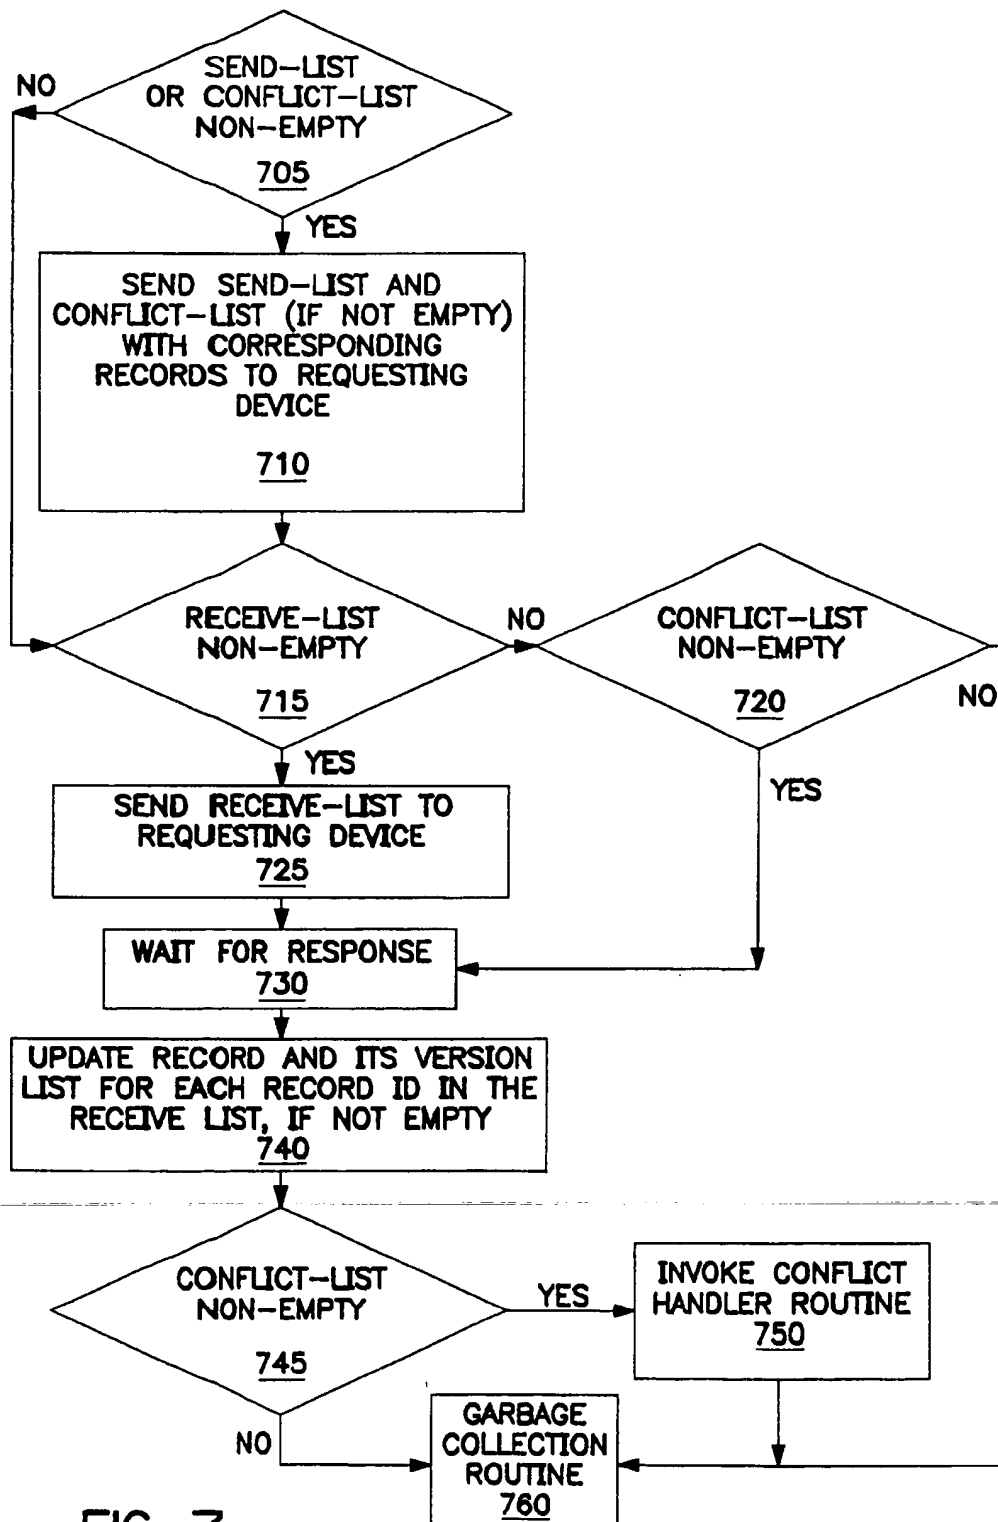 SEND-LIST
OR CONFLICT-LIST
NON-EMPTY
705
NO
YES
SEND SEND-LIST AND
CONFLICT-LIST (IF NOT EMPTY)
WITH CORRESPONDING
RECORDS TO REQUESTING
DEVICE
710
RECEIVE-LIST
NON-EMPTY
715
NO
CONFLICT-LIST
NON-EMPTY
720
NO
YES
YES
SEND RECEIVE-LIST TO
REQUESTING DEVICE
725
WAIT FOR RESPONSE
730
UPDATE RECORD AND ITS VERSION
LIST FOR EACH RECORD ID IN THE
RECEIVE LIST, IF NOT EMPTY
740
CONFLICT-LIST
NON-EMPTY
745
YES
INVOKE CONFLICT
HANDLER ROUTINE
750
NO
GARBAGE
COLLECTION
ROUTINE
760
FIG. 7